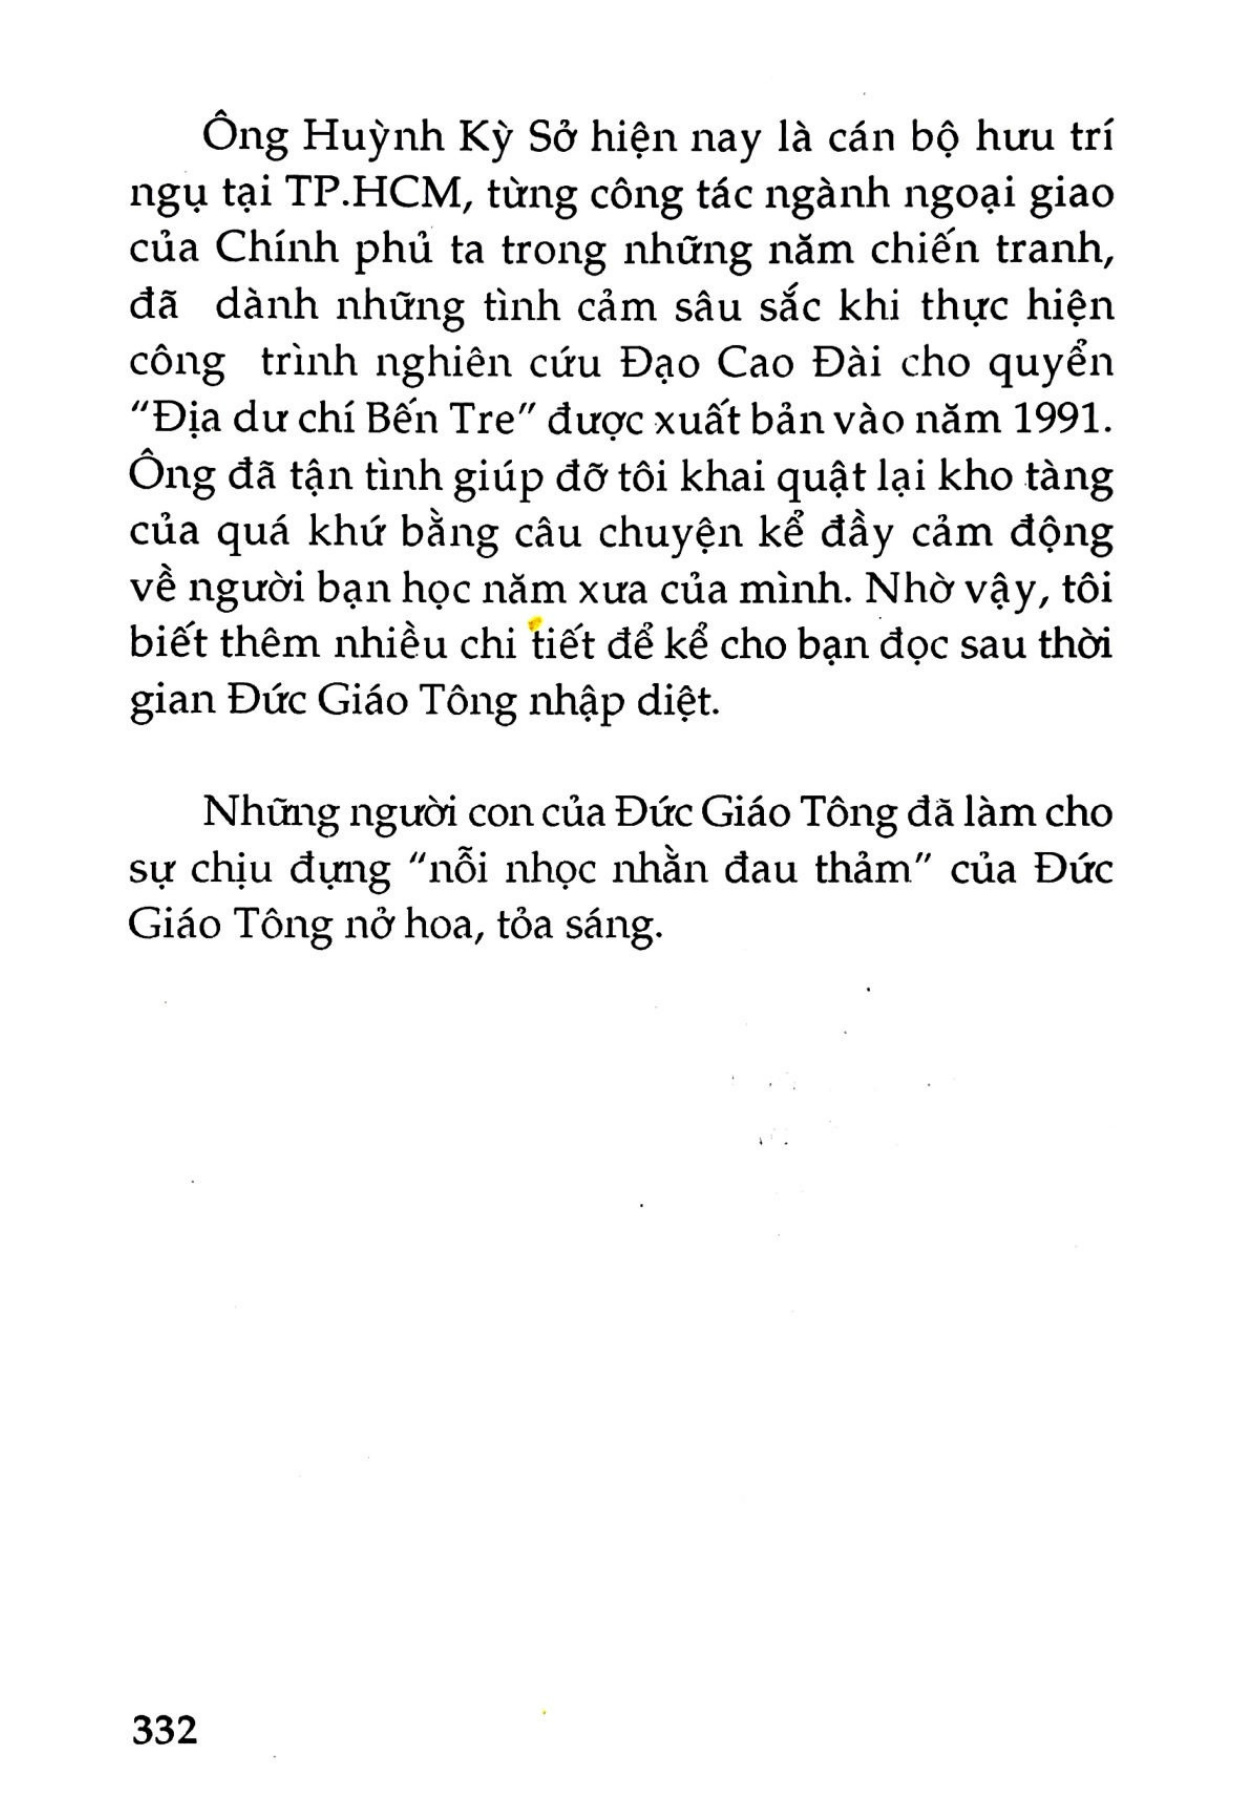 Ông Huỳnh Kỳ Sở hiện nay là cán bộ hưu trí
ngụ tại TP.HCM, từng công tác ngành ngoại giao
của Chính phủ ta trong những năm chiến tranh,
đã dành những tình cảm sâu sắc khi thực hiện
công trình nghiên cứu Đạo Cao Đài cho quyển
"Địa dư chí Bến Tre" được xuất bản vào năm 1991.
Ông đã tận tình giúp đỡ tôi khai quật lại kho tàng
của quá khứ bằng câu chuyện kể đầy cảm động
về người bạn học năm xưa của mình. Nhờ vậy, tôi
biết thêm nhiều chi tiết để kể cho bạn đọc sau thời
gian Đức Giáo Tông nhập diệt.
Những người con của Đức Giáo Tông đã làm cho
sự chịu đựng "nỗi nhọc nhằn đau thảm" của Đức
Giáo Tông nở hoa, tỏa sáng.
332